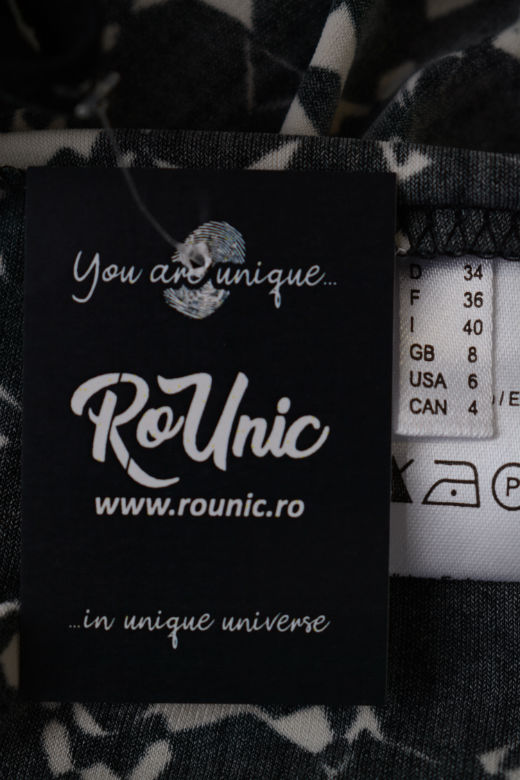 You are unique...
RoUnic
www.rounic.ro
...in unique universe
D 34
F 36
I 40
GB 8
USA 6
CAN 4
/E
P